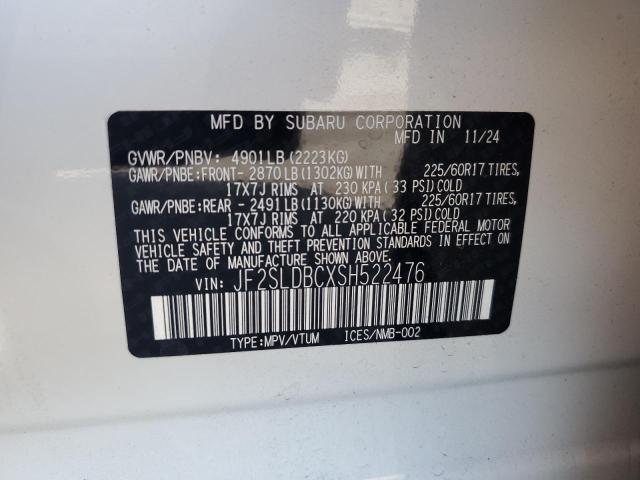 MFD BY SUBARU CORPORATION
MFD IN 11/24
GVWR/PNBV: 4901LB(2223KG)
GAWR/PNBE:FRONT- 2870LB(1302KG)WITH 225/60R17 TIRES,
17X7J RIMS AT 230 KPA(33 PSI)COLD
GAWR/PNBE:REAR - 2491LB(1130KG)WITH 225/60R17 TIRES,
17X7J RIMS AT 220 KPA(32 PSI)COLD
THIS VEHICLE CONFORMS TO ALL APPLICABLE FEDERAL MOTOR
VEHICLE SAFETY AND THEFT PREVENTION STANDARDS IN EFFECT
ON THE DATE OF MANUFACTURE SHOWN ABOVE.
VIN: JF2SLDBCXSH522476
TYPE:MPV/VTUM ICES/NMB-002